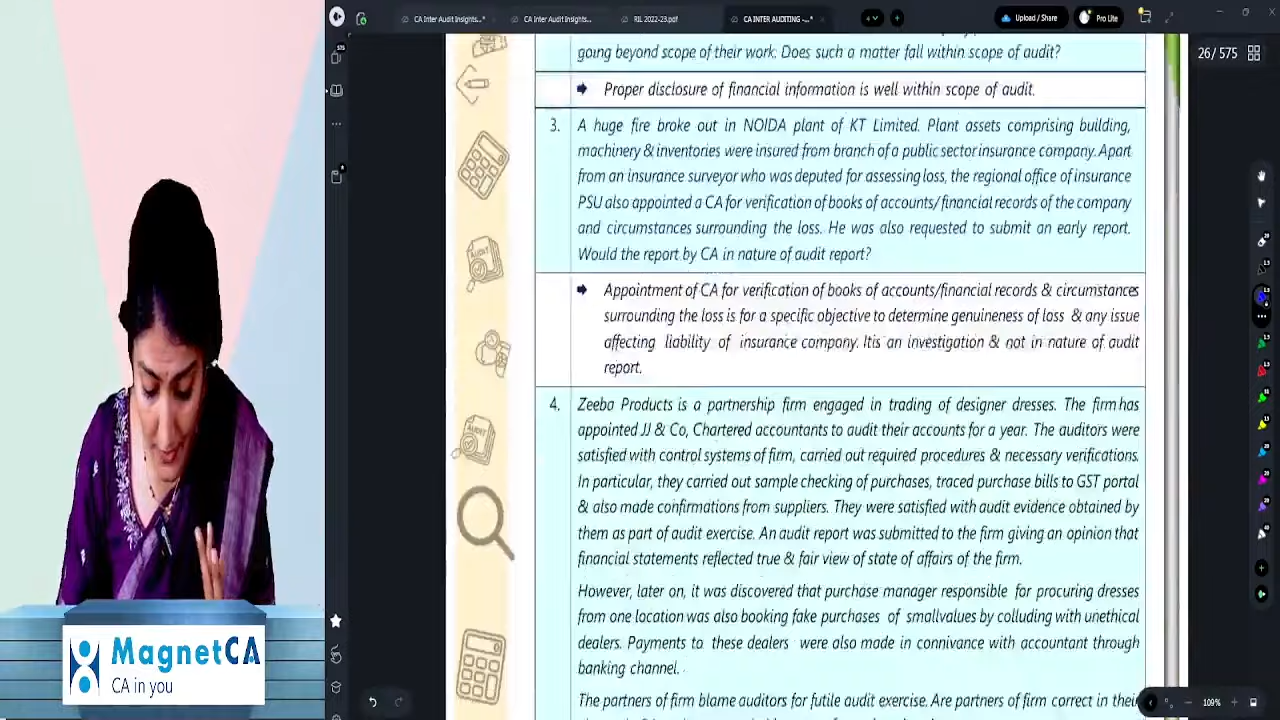 CA Inter Audit Insights...*
CA Inter Audit Insights...
RIL 2022-23.pdf
CA INTER AUDITING -...*
Upload / Share
Pro Lite
575
26 / 575
going beyond scope of their work. Does such a matter fall within scope of audit?
Proper disclosure of financial information is well within scope of audit.
3. A huge fire broke out in NOIDA plant of KT Limited. Plant assets comprising building,
machinery & inventories were insured from branch of a public sector insurance company. Apart
from an insurance surveyor who was deputed for assessing loss, the regional office of insurance
PSU also appointed a CA for verification of books of accounts/financial records of the company
and circumstances surrounding the loss. He was also requested to submit an early report.
Would the report by CA in nature of audit report?
Appointment of CA for verification of books of accounts/financial records & circumstances
surrounding the loss is for a specific objective to determine genuineness of loss & any issue
affecting liability of insurance company. Itis an investigation & not in nature of audit
report.
4. Zeeba Products is a partnership firm engaged in trading of designer dresses. The firm has
appointed JJ & Co, Chartered accountants to audit their accounts for a year. The auditors were
satisfied with control systems of firm, carried out required procedures & necessary verifications.
In particular, they carried out sample checking of purchases, traced purchase bills to GST portal
& also made confirmations from suppliers. They were satisfied with audit evidence obtained by
them as part of audit exercise. An audit report was submitted to the firm giving an opinion that
financial statements reflected true & fair view of state of affairs of the firm.
However, later on, it was discovered that purchase manager responsible for procuring dresses
from one location was also booking fake purchases of smallvalues by colluding with unethical
dealers. Payments to these dealers were also made in connivance with accountant through
banking channel.
The partners of firm blame auditors for futile audit exercise. Are partners of firm correct in their
AUDIT
AUDIT
MagnetCA
CA in you
109%